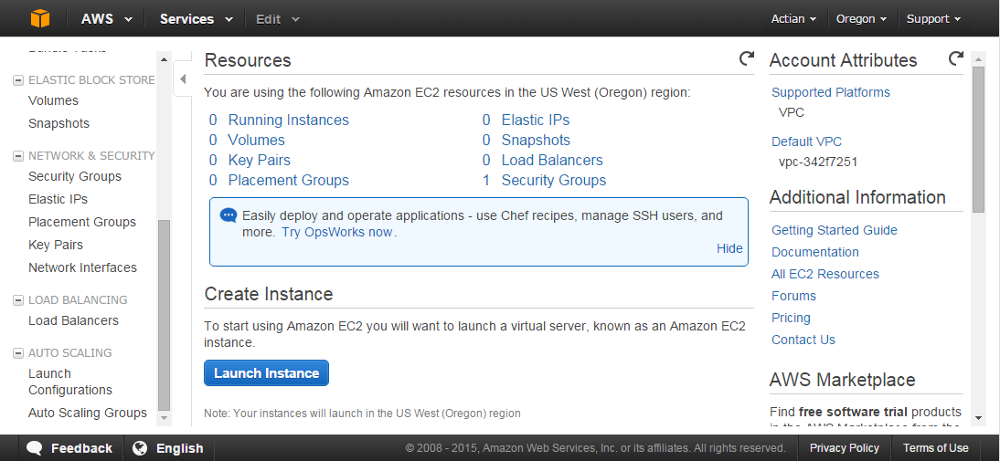 AWS Services Edit Actian Oregon Support
ELASTIC BLOCK STORE
Volumes
Snapshots
NETWORK & SECURITY
Security Groups
Elastic IPs
Placement Groups
Key Pairs
Network Interfaces
LOAD BALANCING
Load Balancers
AUTO SCALING
Launch
Configurations
Auto Scaling Groups
Resources
You are using the following Amazon EC2 resources in the US West (Oregon) region:
0 Running Instances 0 Elastic IPs
0 Volumes 0 Snapshots
0 Key Pairs 0 Load Balancers
0 Placement Groups 1 Security Groups
Easily deploy and operate applications - use Chef recipes, manage SSH users, and
more. Try OpsWorks now.
Hide
Create Instance
To start using Amazon EC2 you will want to launch a virtual server, known as an Amazon EC2
instance.
Launch Instance
Note: Your instances will launch in the US West (Oregon) region
Account Attributes
Supported Platforms
VPC
Default VPC
vpc-342f7251
Additional Information
Getting Started Guide
Documentation
All EC2 Resources
Forums
Pricing
Contact Us
AWS Marketplace
Find free software trial products
in the AWS Marketplace from the
Feedback English © 2008 - 2015, Amazon Web Services, Inc. or its affiliates. All rights reserved. Privacy Policy Terms of Use